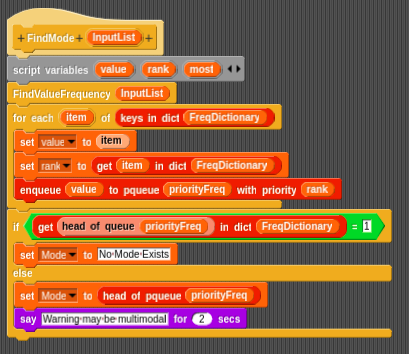 + FindMode + InputList +
script variables value rank most
FindValueFrequency InputList
for each item of keys in dict FreqDictionary
set value to item
set rank to get item in dict FreqDictionary
enqueue value to pqueue priorityFreq with priority rank
if get head of queue priorityFreq in dict FreqDictionary = 1
set Mode to No·Mode·Exists
else
set Mode to head of pqueue priorityFreq
say Warning·may·be·multimodal for 2 secs